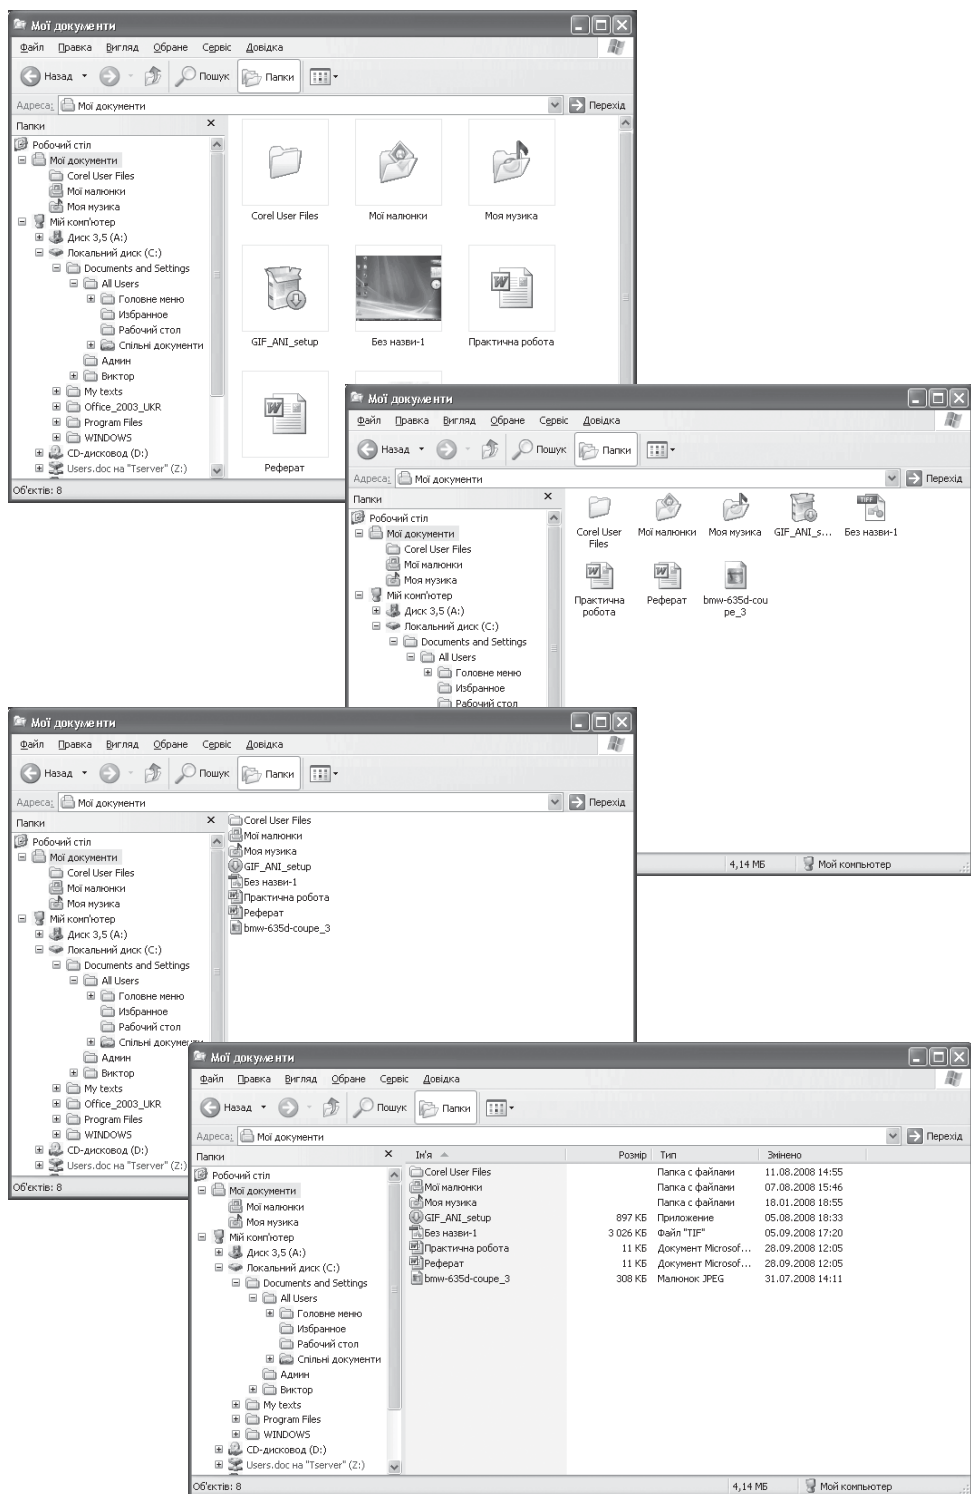 Мої документи
Файл Правка Вигляд Обране Сервіс Довідка
Назад Пошук Папки
Адреса: Мої документи Перехід
Папки
Робочий стіл
Мої документи
Corel User Files
Мої малюнки
Моя музика
Мій комп'ютер
Диск 3,5 (A:)
Локальний диск (C:)
Documents and Settings
All Users
Головне меню
Избранное
Рабочий стол
Спільні документи
Админ
Виктор
My texts
Office_2003_UKR
Program Files
WINDOWS
CD-дисковод (D:)
Users.doc на "Tserver" (Z:)
Corel User Files Мої малюнки Моя музика
GIF_ANI_setup Без назви-1 Практична робота
Реферат
Об'єктів: 8
Мої документи
Файл Правка Вигляд Обране Сервіс Довідка
Назад Пошук Папки
Адреса: Мої документи Перехід
Папки
Робочий стіл
Мої документи
Corel User Files
Мої малюнки
Моя музика
Мій комп'ютер
Диск 3,5 (A:)
Локальний диск (C:)
Documents and Settings
All Users
Головне меню
Избранное
Рабочий стол
Corel User Мої малюнки Моя музика GIF_ANI_s... Без назви-1
Files
Практична Реферат bmw-635d-cou
робота pe_3
4,14 МБ Мой компьютер
Мої документи
Файл Правка Вигляд Обране Сервіс Довідка
Назад Пошук Папки
Адреса: Мої документи Перехід
Папки
Робочий стіл
Мої документи
Corel User Files
Мої малюнки
Моя музика
Мій комп'ютер
Диск 3,5 (A:)
Локальний диск (C:)
Documents and Settings
All Users
Головне меню
Избранное
Рабочий стол
Спільні документи
Админ
Виктор
My texts
Office_2003_UKR
Program Files
WINDOWS
CD-дисковод (D:)
Users.doc на "Tserver" (Z:)
Corel User Files
Мої малюнки
Моя музика
GIF_ANI_setup
Без назви-1
Практична робота
Реферат
bmw-635d-coupe_3
Об'єктів: 8
Мої документи
Файл Правка Вигляд Обране Сервіс Довідка
Назад Пошук Папки
Адреса: Мої документи Перехід
Папки
Робочий стіл
Мої документи
Мої малюнки
Моя музика
Мій комп'ютер
Диск 3,5 (A:)
Локальний диск (C:)
Documents and Settings
All Users
Головне меню
Избранное
Рабочий стол
Спільні документи
Админ
Виктор
My texts
Program Files
WINDOWS
CD-дисковод (D:)
Users.doc на "Tserver" (Z:)
Ім'я Розмір Тип Змінено
Corel User Files Папка с файлами 11.08.2008 14:55
Мої малюнки Папка с файлами 07.08.2008 15:46
Моя музика Папка с файлами 18.01.2008 18:55
GIF_ANI_setup 897 КБ Приложение 05.08.2008 18:33
Без назви-1 3 026 КБ Файл "TIF" 05.09.2008 17:20
Практична робота 11 КБ Документ Microsof... 28.09.2008 12:05
Реферат 11 КБ Документ Microsof... 28.09.2008 12:05
bmw-635d-coupe_3 308 КБ Малюнок JPEG 31.07.2008 14:11
Об'єктів: 8 4,14 МБ Мой компьютер